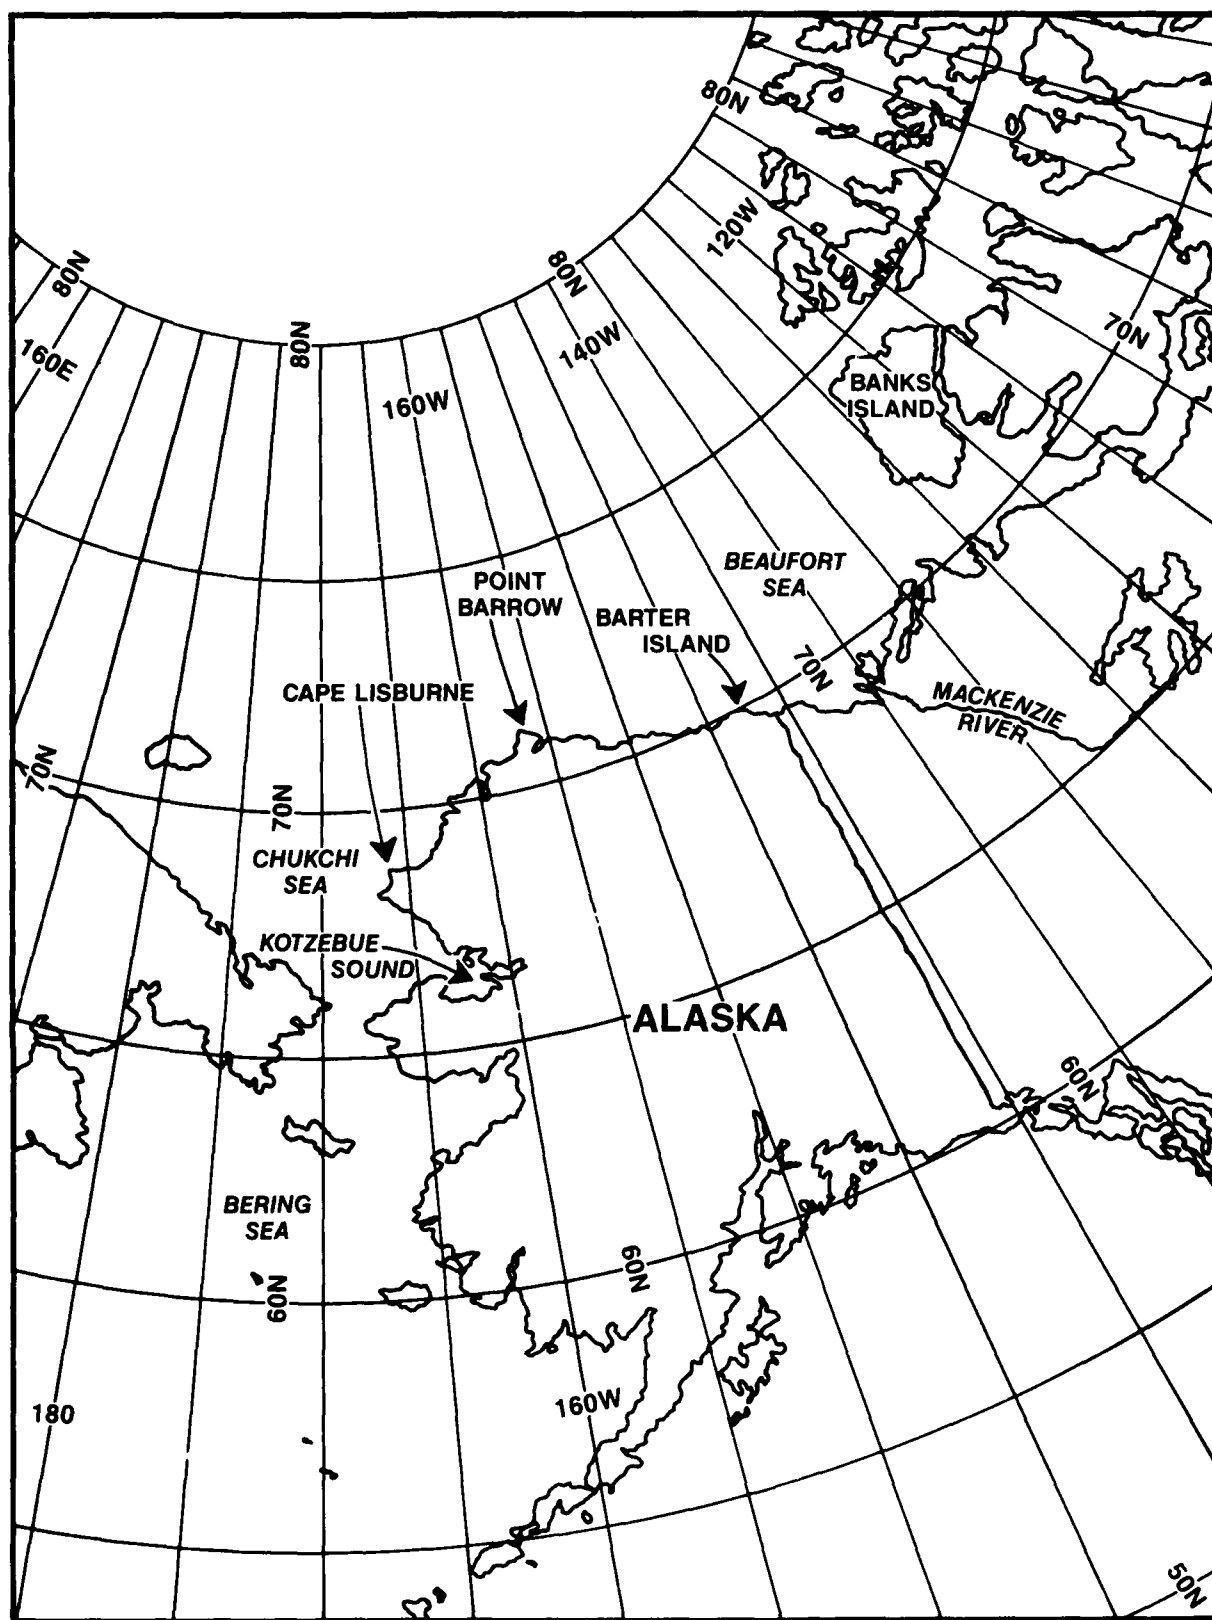 80N
120W
80N
80N
80N
140W
70N
160E
160W
BANKS
ISLAND
BEAUFORT
SEA
POINT
BARROW
BARTER
ISLAND
70N
CAPE LISBURNE
MACKENZIE
RIVER
70N
70N
CHUKCHI
SEA
KOTZEBUE
SOUND
ALASKA
60N
BERING
SEA
60N
60N
160W
180
50N